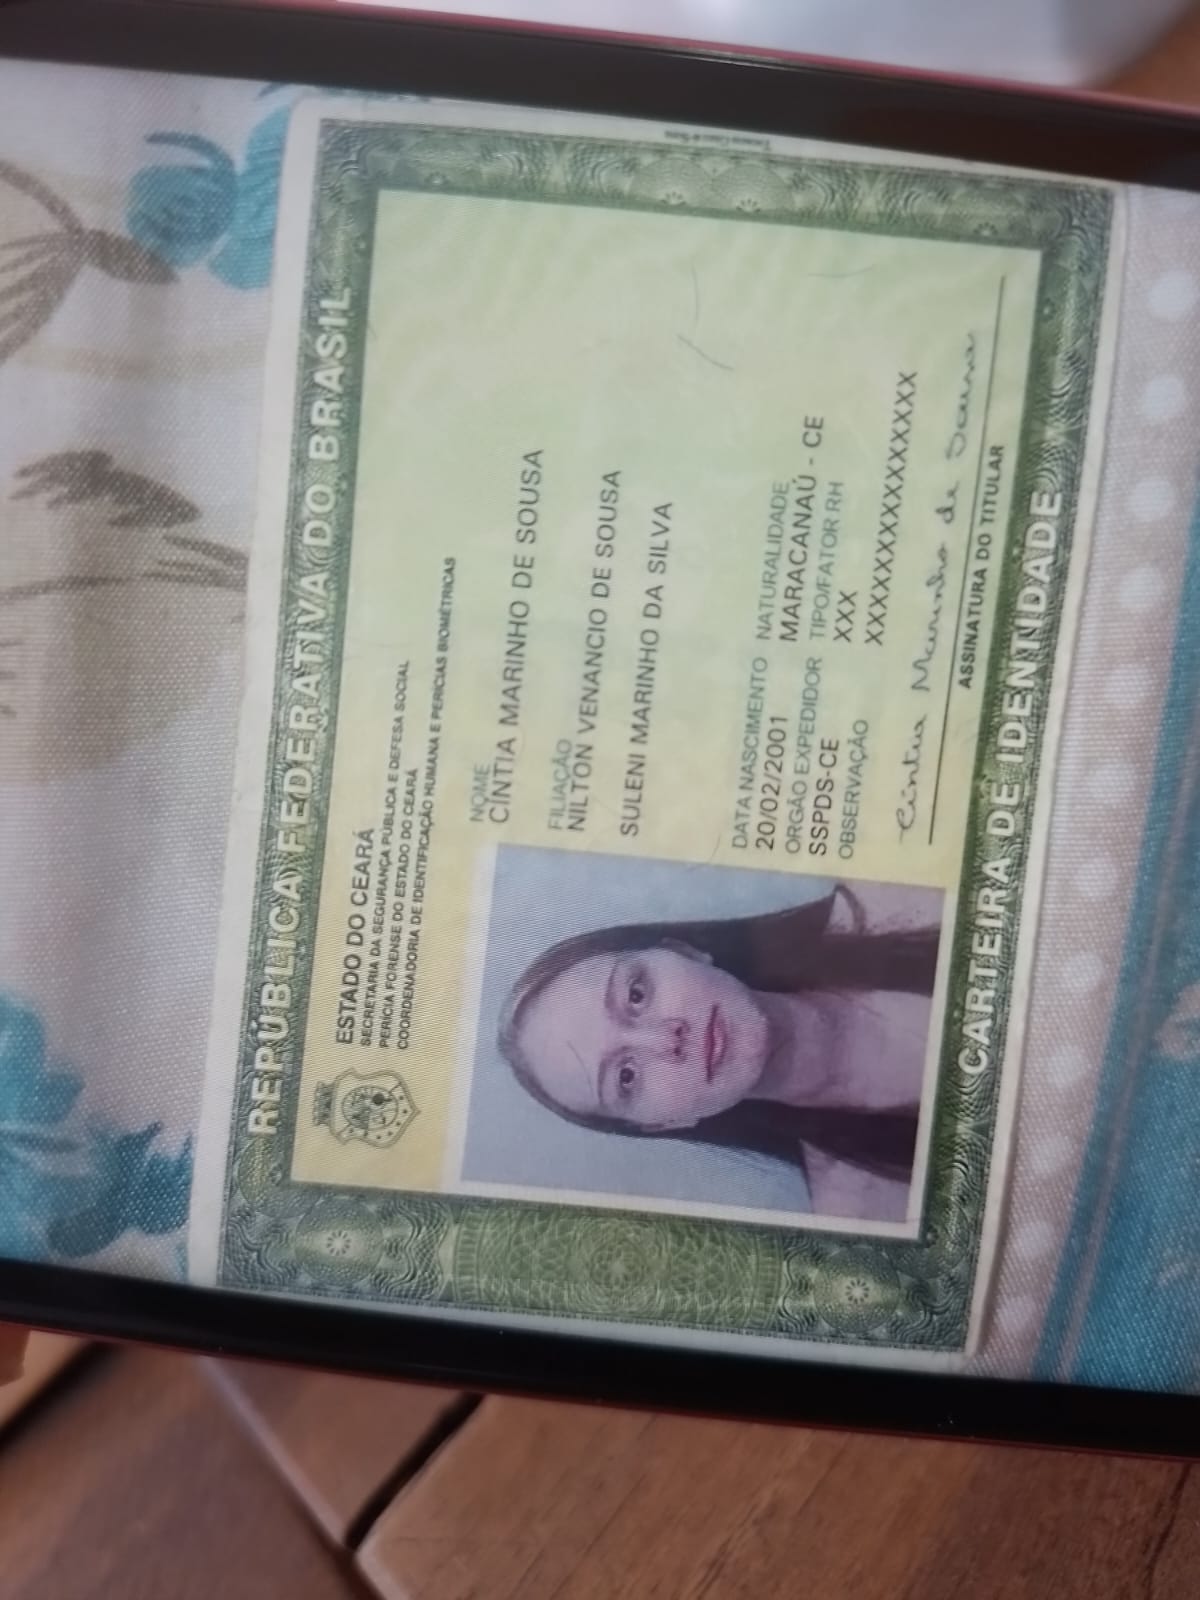 REPÚBLICA FEDERATIVA DO BRASIL
ESTADO DO CEARÁ
SECRETARIA DA SEGURANÇA PÚBLICA E DEFESA SOCIAL
PERÍCIA FORENSE DO ESTADO DO CEARÁ
COORDENADORIA DE IDENTIFICAÇÃO HUMANA E PERÍCIAS BIOMÉTRICAS
NOME
CÍNTIA MARINHO DE SOUSA
FILIAÇÃO
NILTON VENANCIO DE SOUSA
SULENI MARINHO DA SILVA
DATA NASCIMENTO NATURALIDADE
20/02/2001 MARACANAÚ - CE
ORGÃO EXPEDIDOR TIPO/FATOR RH
SSPDS-CE XXX
OBSERVAÇÃO XXXXXXXXXXXXXXXXX
Cíntia Marinho de Sousa
ASSINATURA DO TITULAR
CARTEIRA DE IDENTIDADE